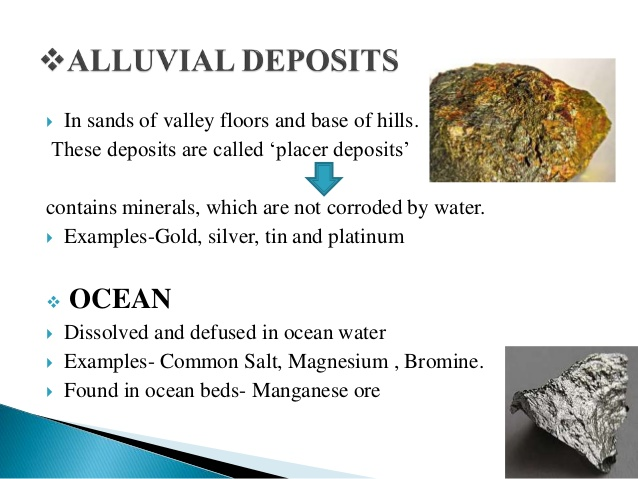 ❖ALLUVIAL DEPOSITS
In sands of valley floors and base of hills.
These deposits are called ‘placer deposits’
contains minerals, which are not corroded by water.
Examples-Gold, silver, tin and platinum
❖ OCEAN
Dissolved and defused in ocean water
Examples- Common Salt, Magnesium , Bromine.
Found in ocean beds- Manganese ore